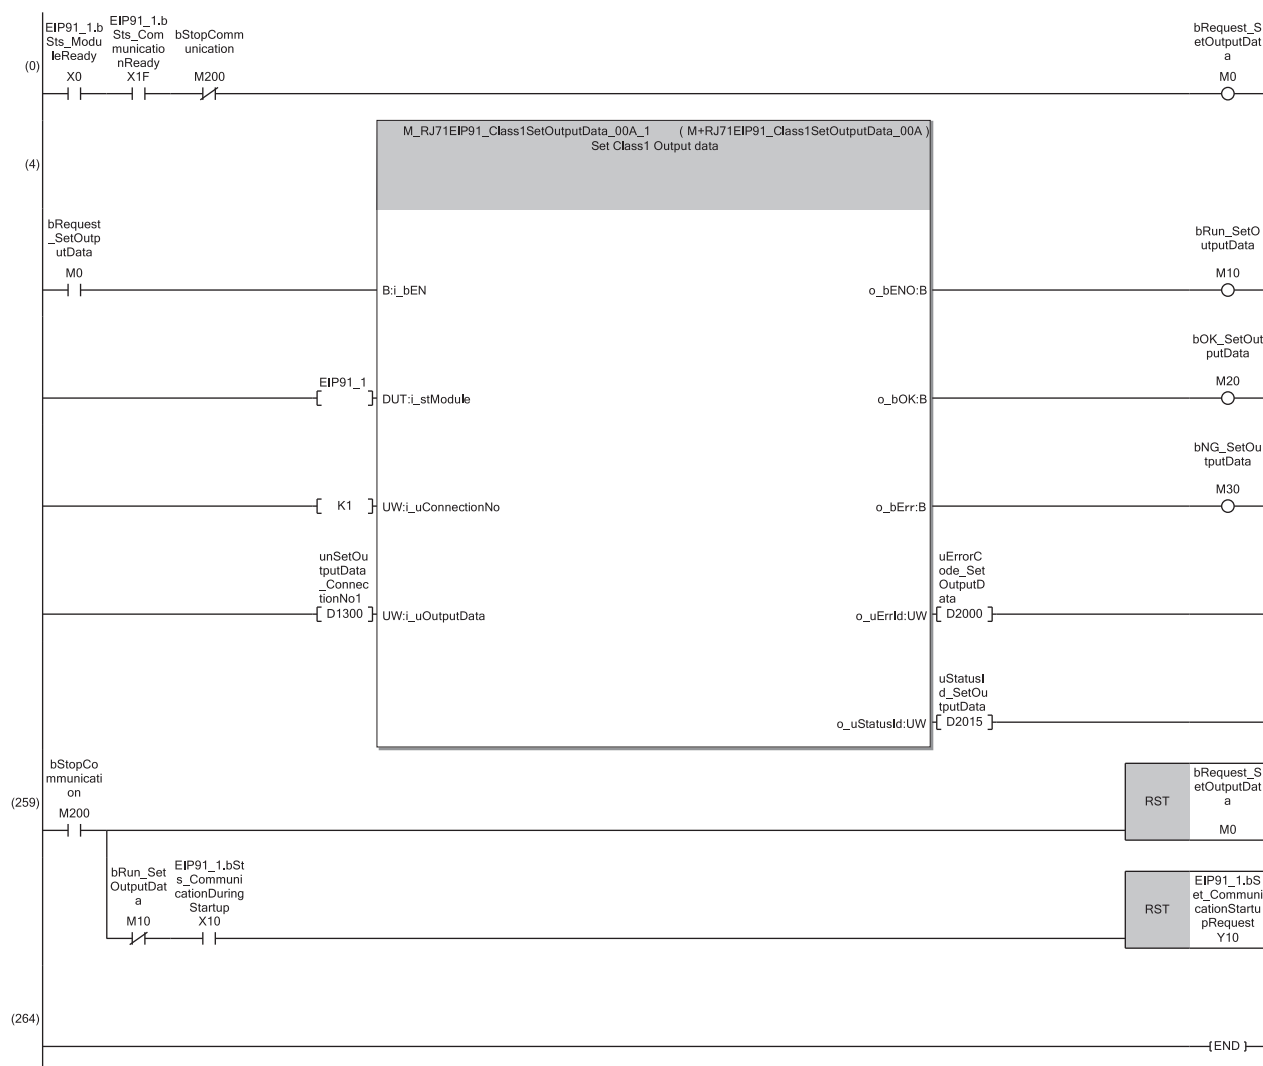 EIP91_1.b
Sts_Modu
leReady
X0
EIP91_1.b
Sts_Com
municatio
nReady
X1F
bStopComm
unication
M200
bRequest_S
etOutputDat
a
M0
(0)
M_RJ71EIP91_Class1SetOutputData_00A_1 ( M+RJ71EIP91_Class1SetOutputData_00A )
Set Class1 Output data
(4)
bRequest
_SetOutp
utData
M0
B:i_bEN
o_bENO:B
bRun_SetO
utputData
M10
EIP91_1
DUT:i_stModule
o_bOK:B
bOK_SetOut
putData
M20
K1
UW:i_uConnectionNo
o_bErr:B
bNG_SetOu
tputData
M30
unSetOu
tputData
_Connec
tionNo1
D1300
UW:i_uOutputData
o_uErrId:UW
uErrorC
ode_Set
OutputD
ata
D2000
o_uStatusId:UW
uStatusI
d_SetOu
tputData
D2015
(259)
bStopCo
mmunicati
on
M200
RST
bRequest_S
etOutputDat
a
M0
bRun_Set
OutputDat
a
M10
EIP91_1.bSt
s_Communi
cationDuring
Startup
X10
RST
EIP91_1.bS
et_Communi
cationStartu
pRequest
Y10
(264)
END